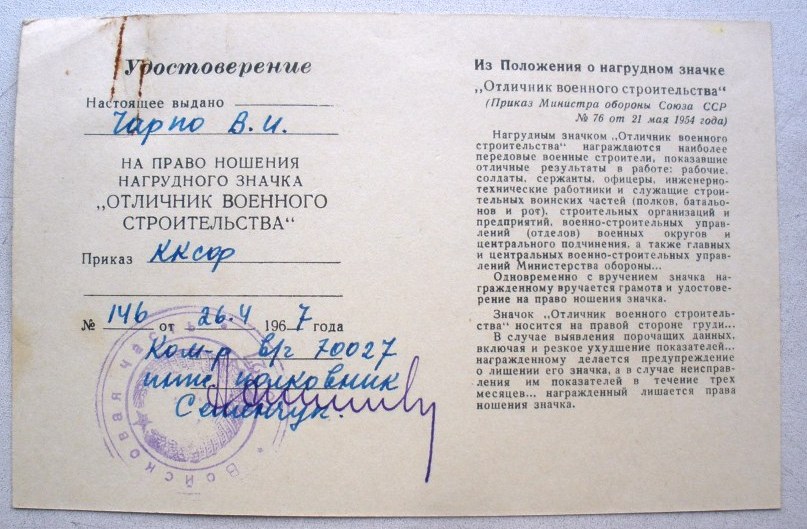 Удостоверение
Настоящее выдано
Чарпо В.И.
НА ПРАВО НОШЕНИЯ
НАГРУДНОГО ЗНАЧКА
„ОТЛИЧНИК ВОЕННОГО
СТРОИТЕЛЬСТВА“
Приказ ККСФ
№ 146 от 26.4 1967 года
Ком-р в/ч 70027
инж. полковник
Семенчук.
Войсковая часть
Из Положения о нагрудном значке
„Отличник военного строительства“
(Приказ Министра обороны Союза ССР
№ 76 от 21 мая 1954 года)
Нагрудным значком „Отличник военного
строительства“ награждаются наиболее
передовые военные строители, показавшие
отличные результаты в работе: рабочие,
солдаты, сержанты, офицеры, инженерно-
технические работники и служащие строи-
тельных воинских частей (полков, батальо-
нов и рот), строительных организаций и
предприятий, военно-строительных управ-
лений (отделов) военных округов и
центрального подчинения, а также главных
и центральных военно-строительных управ-
лений Министерства обороны...
Одновременно с вручением значка на-
гражденному вручается грамота и удостове-
рение на право ношения значка.
Значок „Отличник военного строитель-
ства“ носится на правой стороне груди...
В случае выявления порочащих данных,
включая и резкое ухудшение показателей...
награжденному делается предупреждение
о лишении его значка, а в случае неисправле-
ния им показателей в течение трех
месяцев... награжденный лишается права
ношения значка.